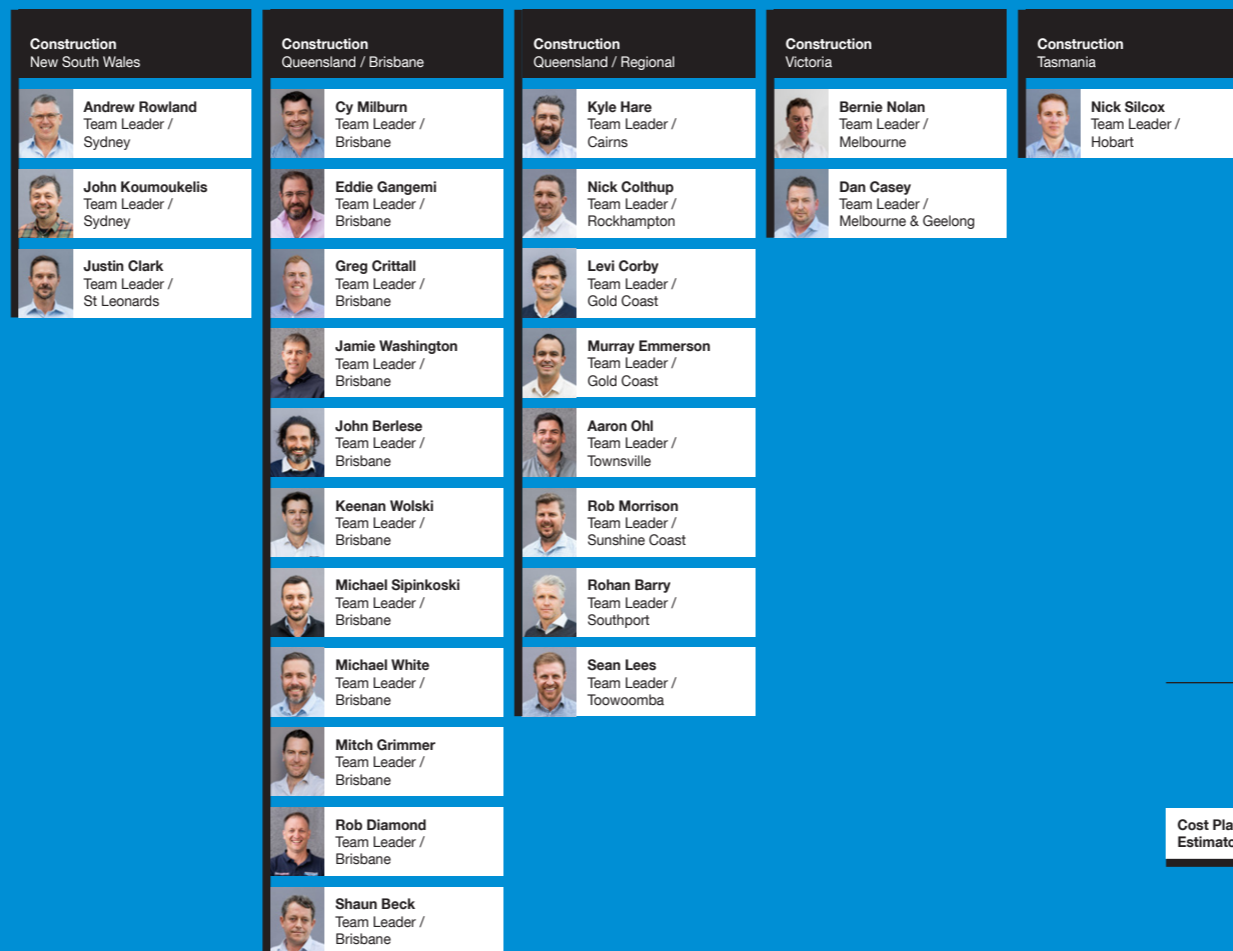 Construction
New South Wales
Andrew Rowland
Team Leader /
Sydney
John Koumoukelis
Team Leader /
Sydney
Justin Clark
Team Leader /
St Leonards
Construction
Queensland / Brisbane
Cy Milburn
Team Leader /
Brisbane
Eddie Gangemi
Team Leader /
Brisbane
Greg Crittall
Team Leader /
Brisbane
Jamie Washington
Team Leader /
Brisbane
John Berlese
Team Leader /
Brisbane
Keenan Wolski
Team Leader /
Brisbane
Michael Sipinkoski
Team Leader /
Brisbane
Michael White
Team Leader /
Brisbane
Mitch Grimmer
Team Leader /
Brisbane
Rob Diamond
Team Leader /
Brisbane
Shaun Beck
Team Leader /
Brisbane
Construction
Queensland / Regional
Kyle Hare
Team Leader /
Cairns
Nick Colthup
Team Leader /
Rockhampton
Levi Corby
Team Leader /
Gold Coast
Murray Emmerson
Team Leader /
Gold Coast
Aaron Ohl
Team Leader /
Townsville
Rob Morrison
Team Leader /
Sunshine Coast
Rohan Barry
Team Leader /
Southport
Sean Lees
Team Leader /
Toowoomba
Construction
Victoria
Bernie Nolan
Team Leader /
Melbourne
Dan Casey
Team Leader /
Melbourne & Geelong
Construction
Tasmania
Nick Silcox
Team Leader /
Hobart
Cost Pla
Estimato